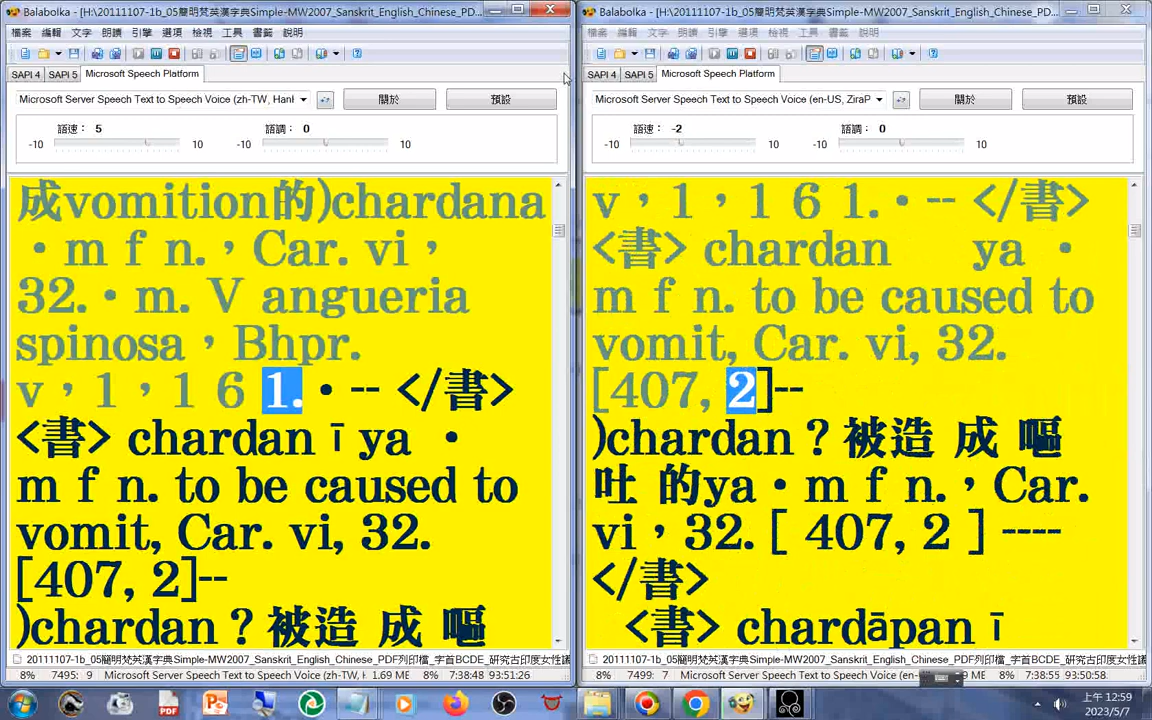 Balabolka - [H:\20111107-1b_05簡明梵英漢字典Simple-MW2007_Sanskrit_English_Chinese_PD...
檔案 編輯 文字 朗讀 引擎 選項 檢視 工具 書籤 說明
SAPI 4 SAPI 5 Microsoft Speech Platform
Microsoft Server Speech Text to Speech Voice (zh-TW, HanH 關於 預設
語速： 5 語調： 0
-10 10 -10 10
成vomition的)chardana
• m f n.，Car. vi，
32.• m. V angueria
spinosa，Bhpr.
v，1，1 6 1. • -- </書>
<書> chardan ī ya •
m f n. to be caused to
vomit, Car. vi, 32.
[407, 2]--
)chardan？被造 成 嘔
20111107-1b_05簡明梵英漢字典Simple-MW2007_Sanskrit_English_Chinese_PDF列印檔_字首BCDE_研究古印度女性議
8% 7495: 9 Microsoft Server Speech Text to Speech Voice (zh-TW, H 1.69 ME 8% 7:38:48 93:51:26
Balabolka - [H:\20111107-1b_05簡明梵英漢字典Simple-MW2007_Sanskrit_English_Chinese_PD...
檔案 編輯 文字 朗讀 引擎 選項 檢視 工具 書籤 說明
SAPI 4 SAPI 5 Microsoft Speech Platform
Microsoft Server Speech Text to Speech Voice (en-US, ZiraP 關於 預設
語速： -2 語調： 0
-10 10 -10 10
v，1，1 6 1.• -- </書>
<書> chardan ya •
m f n. to be caused to
vomit, Car. vi, 32.
[407, 2]--
)chardan？被造 成 嘔
吐 的ya • m f n.，Car.
vi，32. [ 407, 2 ] ----
</書>
<書> chardāpan ī
20111107-1b_05簡明梵英漢字典Simple-MW2007_Sanskrit_English_Chinese_PDF列印檔_字首BCDE_研究古印度女性議
8% 7499: 7 Microsoft Server Speech Text to Speech Voice (en-US ME 8% 7:38:55 93:50:58
上午 12:59
2023/5/7